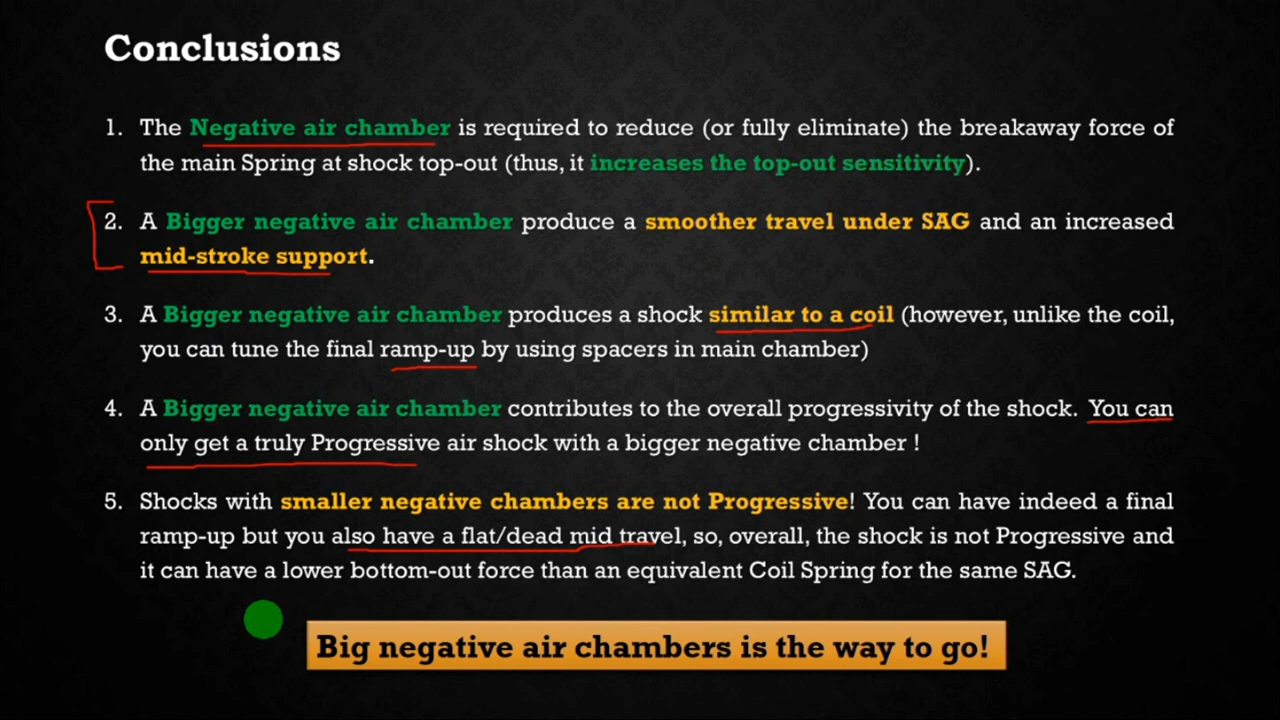 Conclusions
1. The Negative air chamber is required to reduce (or fully eliminate) the breakaway force of
the main Spring at shock top-out (thus, it increases the top-out sensitivity).
2. A Bigger negative air chamber produce a smoother travel under SAG and an increased
mid-stroke support.
3. A Bigger negative air chamber produces a shock similar to a coil (however, unlike the coil,
you can tune the final ramp-up by using spacers in main chamber)
4. A Bigger negative air chamber contributes to the overall progressivity of the shock. You can
only get a truly Progressive air shock with a bigger negative chamber !
5. Shocks with smaller negative chambers are not Progressive! You can have indeed a final
ramp-up but you also have a flat/dead mid travel, so, overall, the shock is not Progressive and
it can have a lower bottom-out force than an equivalent Coil Spring for the same SAG.
Big negative air chambers is the way to go!